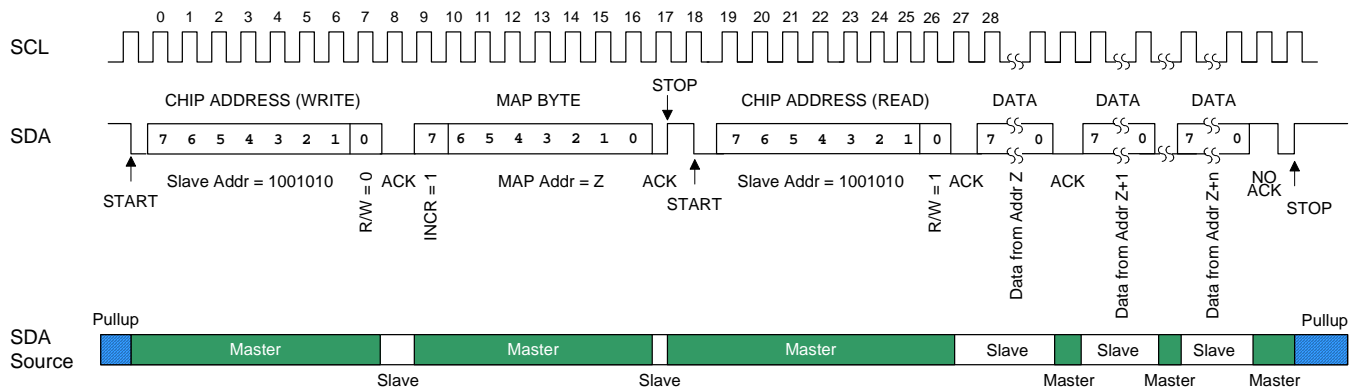 0 1 2 3 4 5 6 7 8 9 10 11 12 13 14 15 16 17 18 19 20 21 22 23 24 25 26 27 28
SCL
STOP
CHIP ADDRESS (WRITE) MAP BYTE CHIP ADDRESS (READ) DATA DATA DATA
SDA 7 6 5 4 3 2 1 0 7 6 5 4 3 2 1 0 7 6 5 4 3 2 1 0 7 0 7 0 7 0
START
Slave Addr = 1001010
R/W = 0
ACK
INCR = 1
MAP Addr = Z
ACK
START
Slave Addr = 1001010
R/W = 1
ACK
Data from Addr Z
ACK
Data from Addr Z+1
Data from Addr Z+n
NO
ACK
STOP
Pullup Pullup
SDA
Source
Master Master Master Slave Slave Slave
Slave Slave Master Master Master